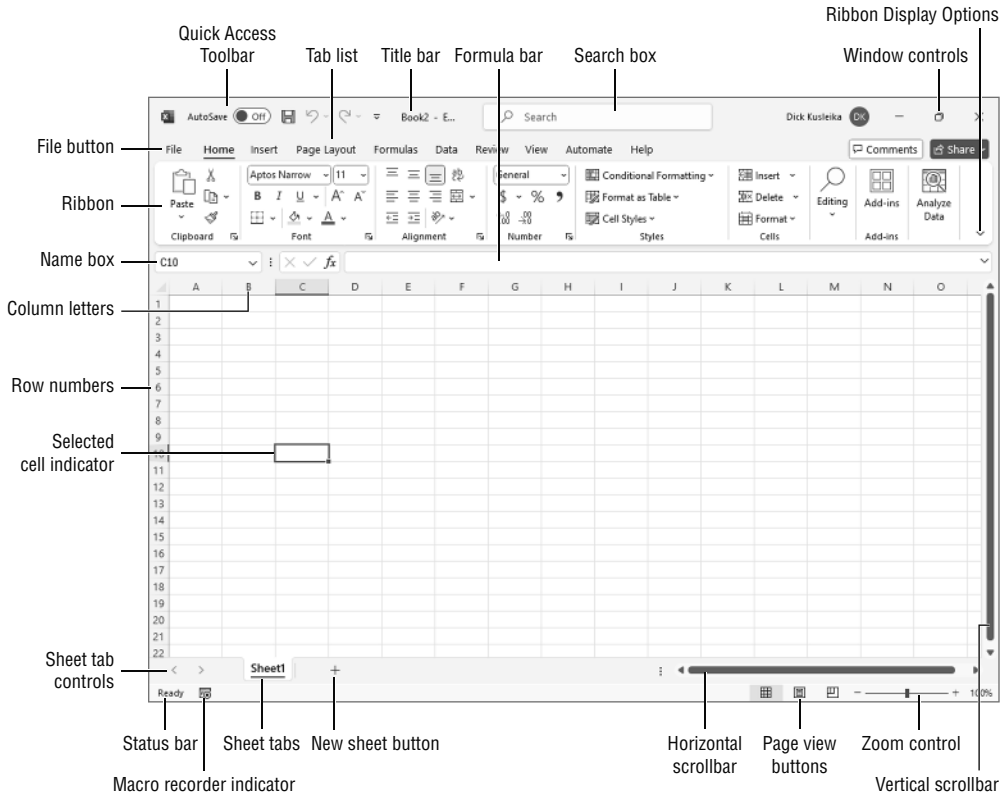 Ribbon Display Options
Quick Access
Toolbar
Tab list
Title bar
Formula bar
Search box
Window controls
AutoSave
Off
Book2 - E...
Search
Dick Kusleika
DK
File button
File
Home
Insert
Page Layout
Formulas
Data
Review
View
Automate
Help
Comments
Share
Ribbon
Paste
Clipboard
Aptos Narrow
11
B I U
A A
A
Font
Alignment
General
$ % 9
Number
Conditional Formatting
Format as Table
Cell Styles
Styles
Insert
Delete
Format
Cells
Editing
Add-ins
Add-ins
Analyze
Data
Name box
C10
fx
A B C D E F G H I J K L M N O
Column letters
1
2
3
4
5
Row numbers
6
7
8
9
Selected
cell indicator
10
11
12
13
14
15
16
17
18
19
20
21
22
Sheet tab
controls
Sheet1
+
Ready
100%
Status bar
Sheet tabs
New sheet button
Horizontal
scrollbar
Page view
buttons
Zoom control
Macro recorder indicator
Vertical scrollbar